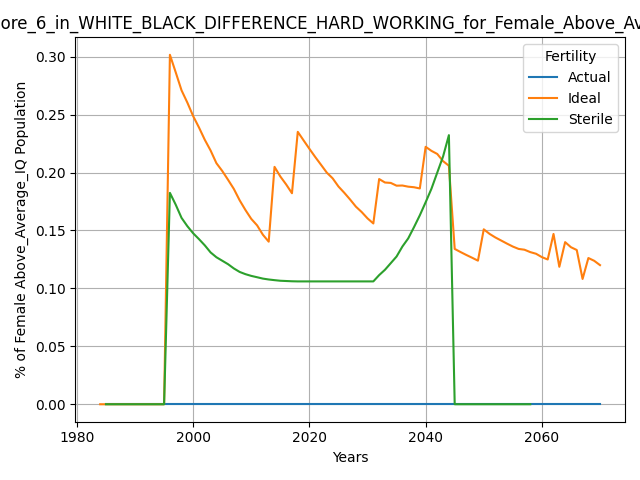 ore_6_in_WHITE_BLACK_DIFFERENCE_HARD_WORKING_for_Female_Above_Av
% of Female Above_Average_IQ Population
0.30
0.25
0.20
0.15
0.10
0.05
0.00
Fertility
Actual
Ideal
Sterile
1980
2000
2020
2040
2060
Years